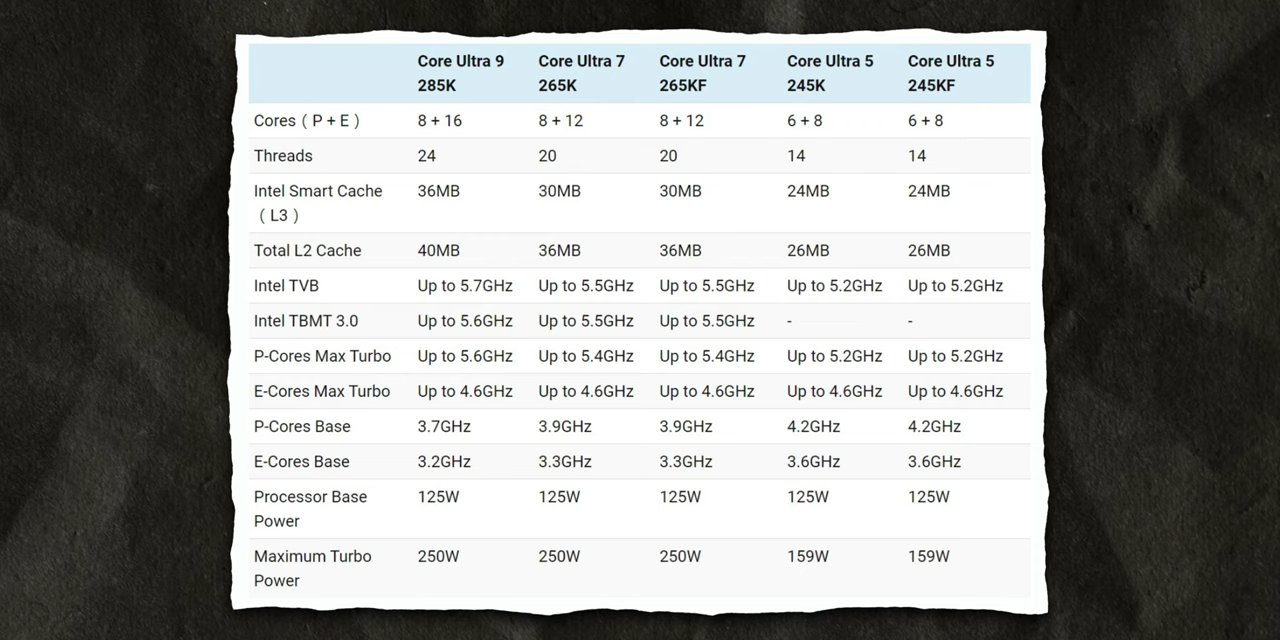 Core Ultra 9 285K Core Ultra 7 265K Core Ultra 7 265KF Core Ultra 5 245K Core Ultra 5 245KF
Cores ( P + E ) 8 + 16 8 + 12 8 + 12 6 + 8 6 + 8
Threads 24 20 20 14 14
Intel Smart Cache ( L3 ) 36MB 30MB 30MB 24MB 24MB
Total L2 Cache 40MB 36MB 36MB 26MB 26MB
Intel TVB Up to 5.7GHz Up to 5.5GHz Up to 5.5GHz Up to 5.2GHz Up to 5.2GHz
Intel TBMT 3.0 Up to 5.6GHz Up to 5.5GHz Up to 5.5GHz - -
P-Cores Max Turbo Up to 5.6GHz Up to 5.4GHz Up to 5.4GHz Up to 5.2GHz Up to 5.2GHz
E-Cores Max Turbo Up to 4.6GHz Up to 4.6GHz Up to 4.6GHz Up to 4.6GHz Up to 4.6GHz
P-Cores Base 3.7GHz 3.9GHz 3.9GHz 4.2GHz 4.2GHz
E-Cores Base 3.2GHz 3.3GHz 3.3GHz 3.6GHz 3.6GHz
Processor Base Power 125W 125W 125W 125W 125W
Maximum Turbo Power 250W 250W 250W 159W 159W